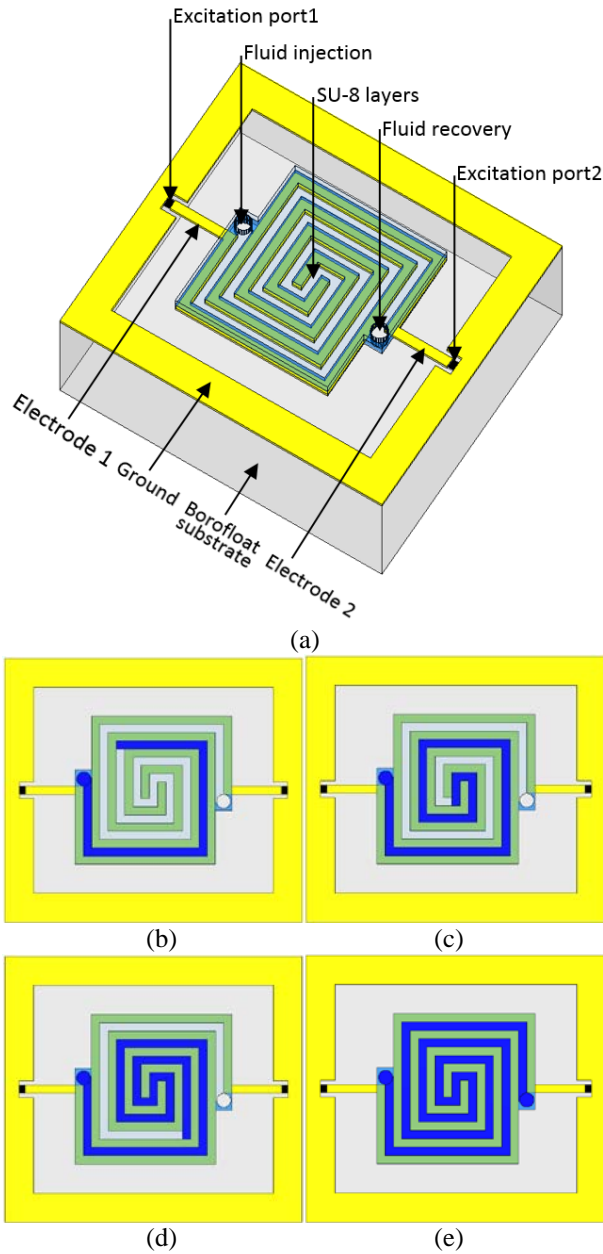 Excitation port1
Fluid injection
SU-8 layers
Fluid recovery
Excitation port2
Electrode 1
Ground
Borofloat
substrate
Electrode 2
(a)
(b)
(c)
(d)
(e)